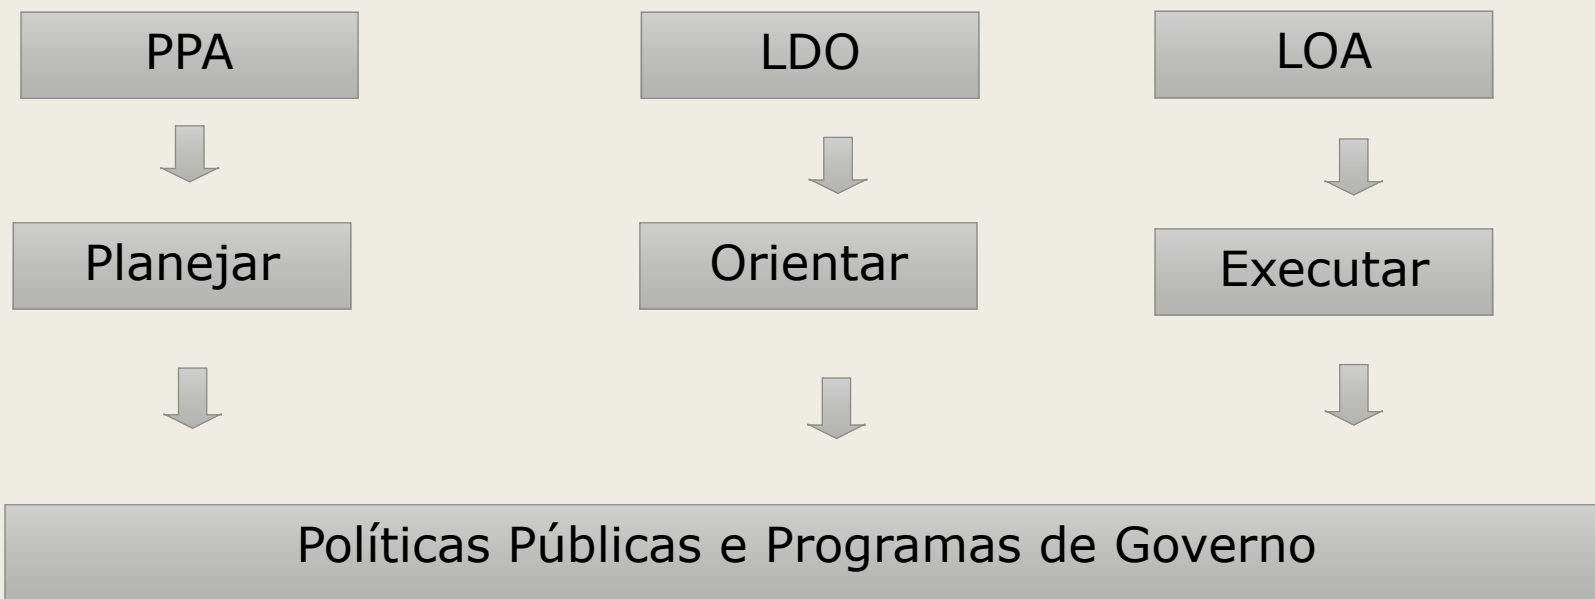 PPA
LDO
LOA
Planejar
Orientar
Executar
Políticas Públicas e Programas de Governo